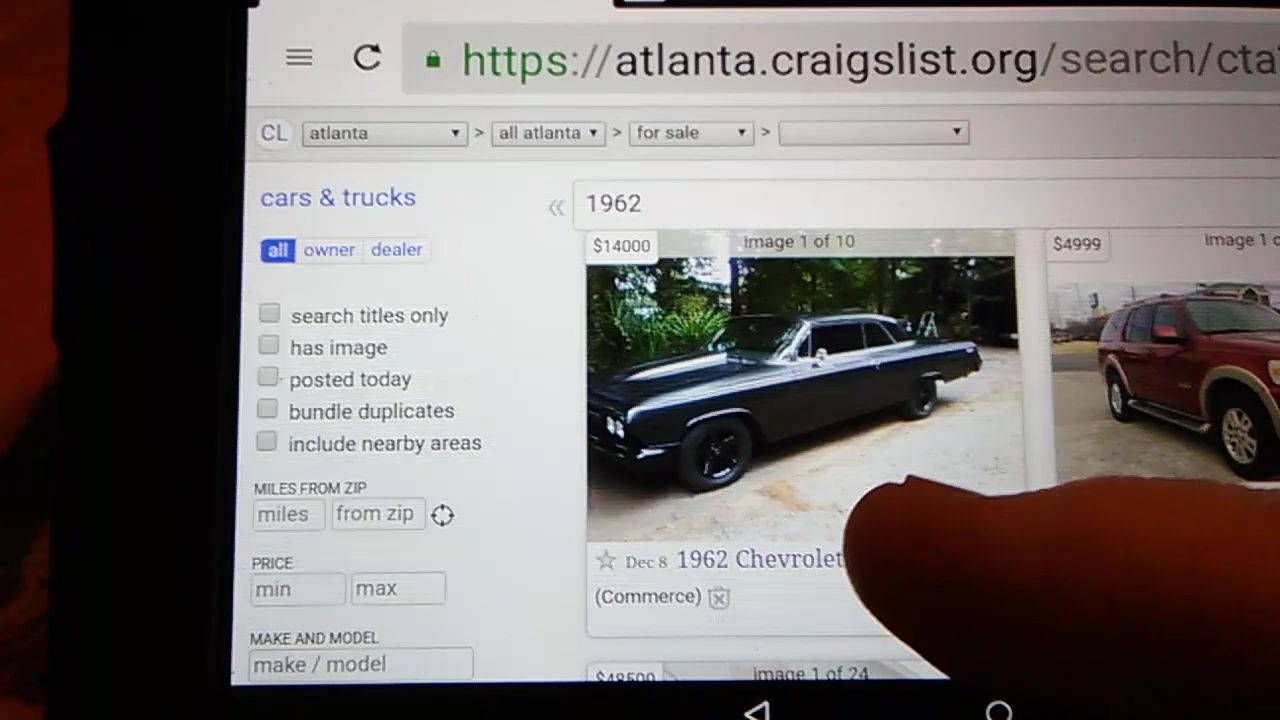 https://atlanta.craigslist.org/search/cta
CL atlanta > all atlanta > for sale >
cars & trucks
1962
all owner dealer
$14000 image 1 of 10
$4999 image 1 o
search titles only
has image
posted today
bundle duplicates
include nearby areas
MILES FROM ZIP
miles from zip
PRICE
min max
MAKE AND MODEL
make / model
Dec 8 1962 Chevrolet
(Commerce)
$48500 image 1 of 24